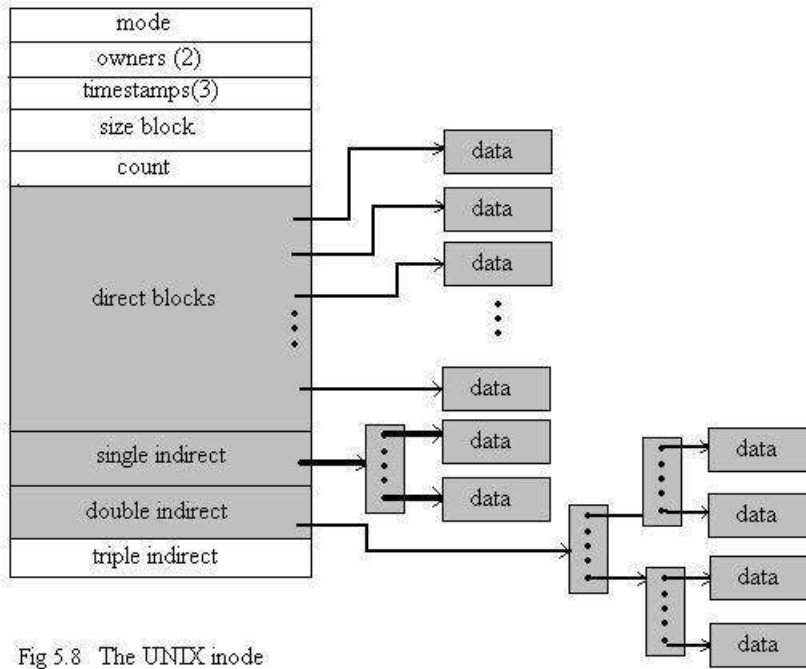 mode
owners (2)
timestamps(3)
size block
count
direct blocks
single indirect
double indirect
triple indirect
data
data
data
data
data
data
data
data
data
data
Fig 5.8 The UNIX inode